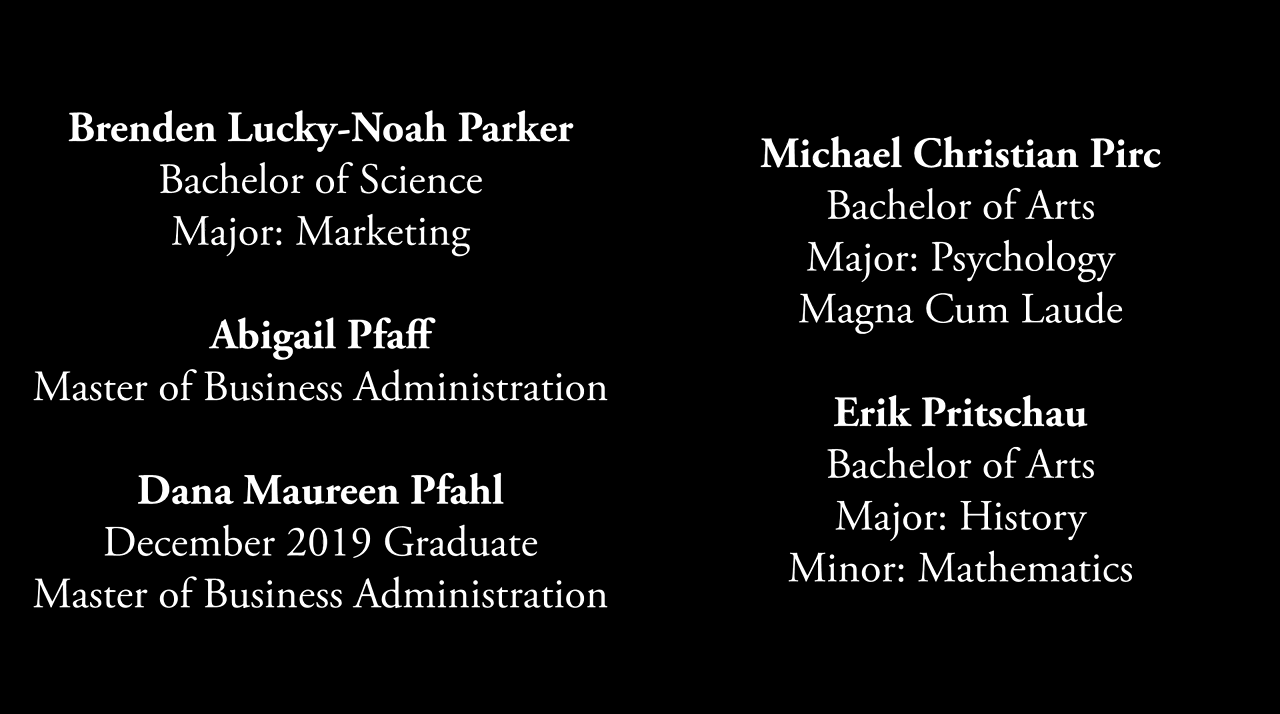 Brenden Lucky-Noah Parker
Bachelor of Science
Major: Marketing
Abigail Pfaff
Master of Business Administration
Dana Maureen Pfahl
December 2019 Graduate
Master of Business Administration
Michael Christian Pirc
Bachelor of Arts
Major: Psychology
Magna Cum Laude
Erik Pritschau
Bachelor of Arts
Major: History
Minor: Mathematics